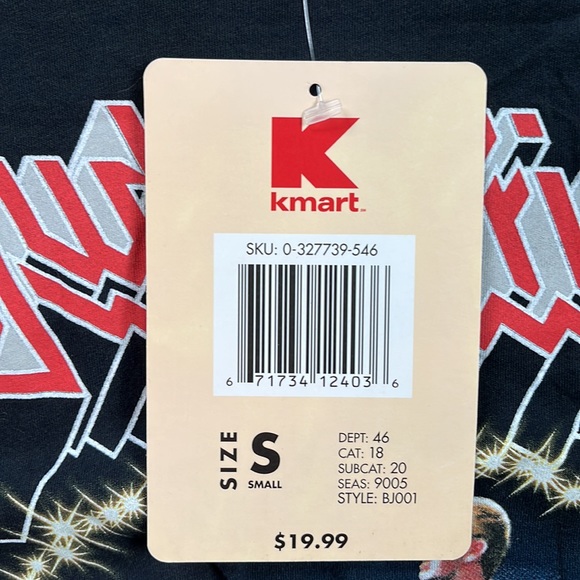 K
kmart
SKU: 0-327739-546
6 71734 12403 6
SIZE S SMALL
DEPT: 46
CAT: 18
SUBCAT: 20
SEAS: 9005
STYLE: BJ001
$19.99